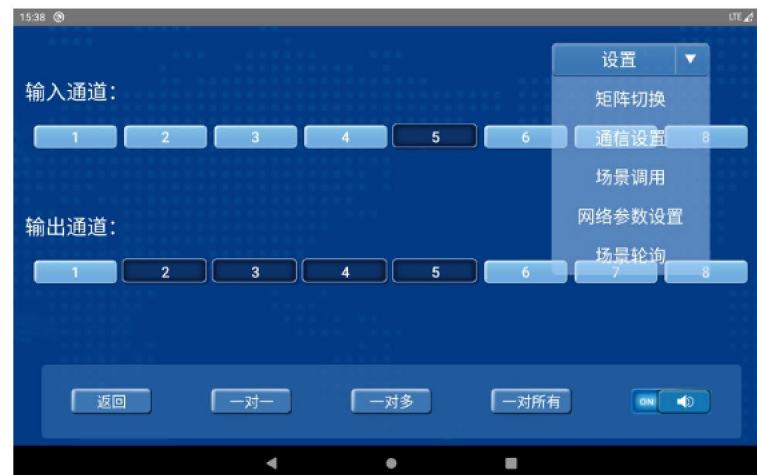 15:38 LTE
设置
输入通道：
矩阵切换
1 2 3 4 5 6 7 8
通信设置
场景调用
网络参数设置
输出通道：
场景轮询
1 2 3 4 5 6 7 8
返回 一对一 一对多 一对所有 ON